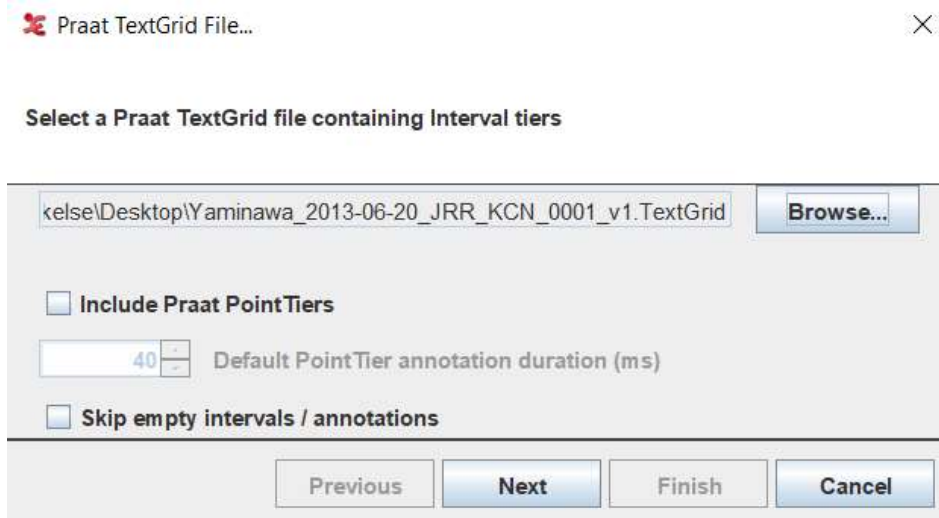 Praat TextGrid File...
Select a Praat TextGrid file containing Interval tiers
kelse\Desktop\Yaminawa_2013-06-20_JRR_KCN_0001_v1.TextGrid Browse...
Include Praat PointTiers
40 Default PointTier annotation duration (ms)
Skip empty intervals / annotations
Previous Next Finish Cancel